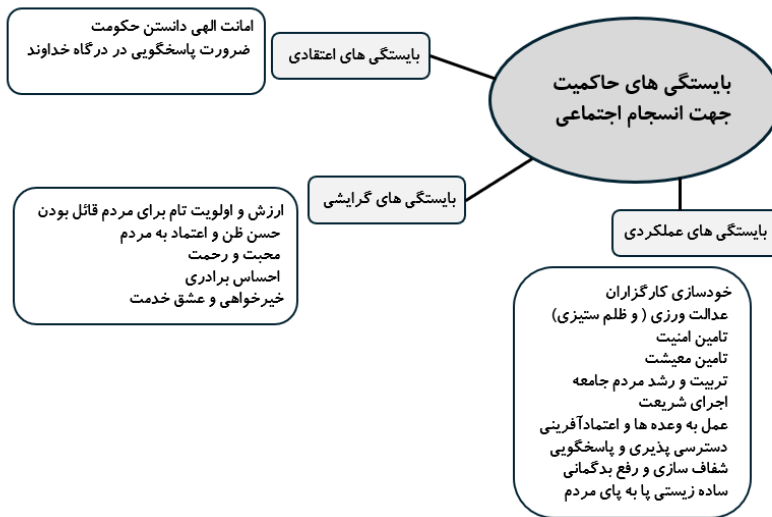 بایستگی های حاکمیت
جهت انسجام اجتماعی
بایستگی های اعتقادی
امانت الهی دانستن حکومت
ضرورت پاسخگویی در درگاه خداوند
بایستگی های گرایشی
ارزش و اولویت تام برای مردم قائل بودن
حسن ظن و اعتماد به مردم
محبت و رحمت
احساس برادری
خیرخواهی و عشق خدمت
بایستگی های عملکردی
خودسازی کارگزاران
عدالت ورزی ( و ظلم ستیزی)
تامین امنیت
تامین معیشت
تربیت و رشد مردم جامعه
اجرای شریعت
عمل به وعده ها و اعتمادآفرینی
دسترسی پذیری و پاسخگویی
شفاف سازی و رفع بدگمانی
ساده زیستی پا به پای مردم